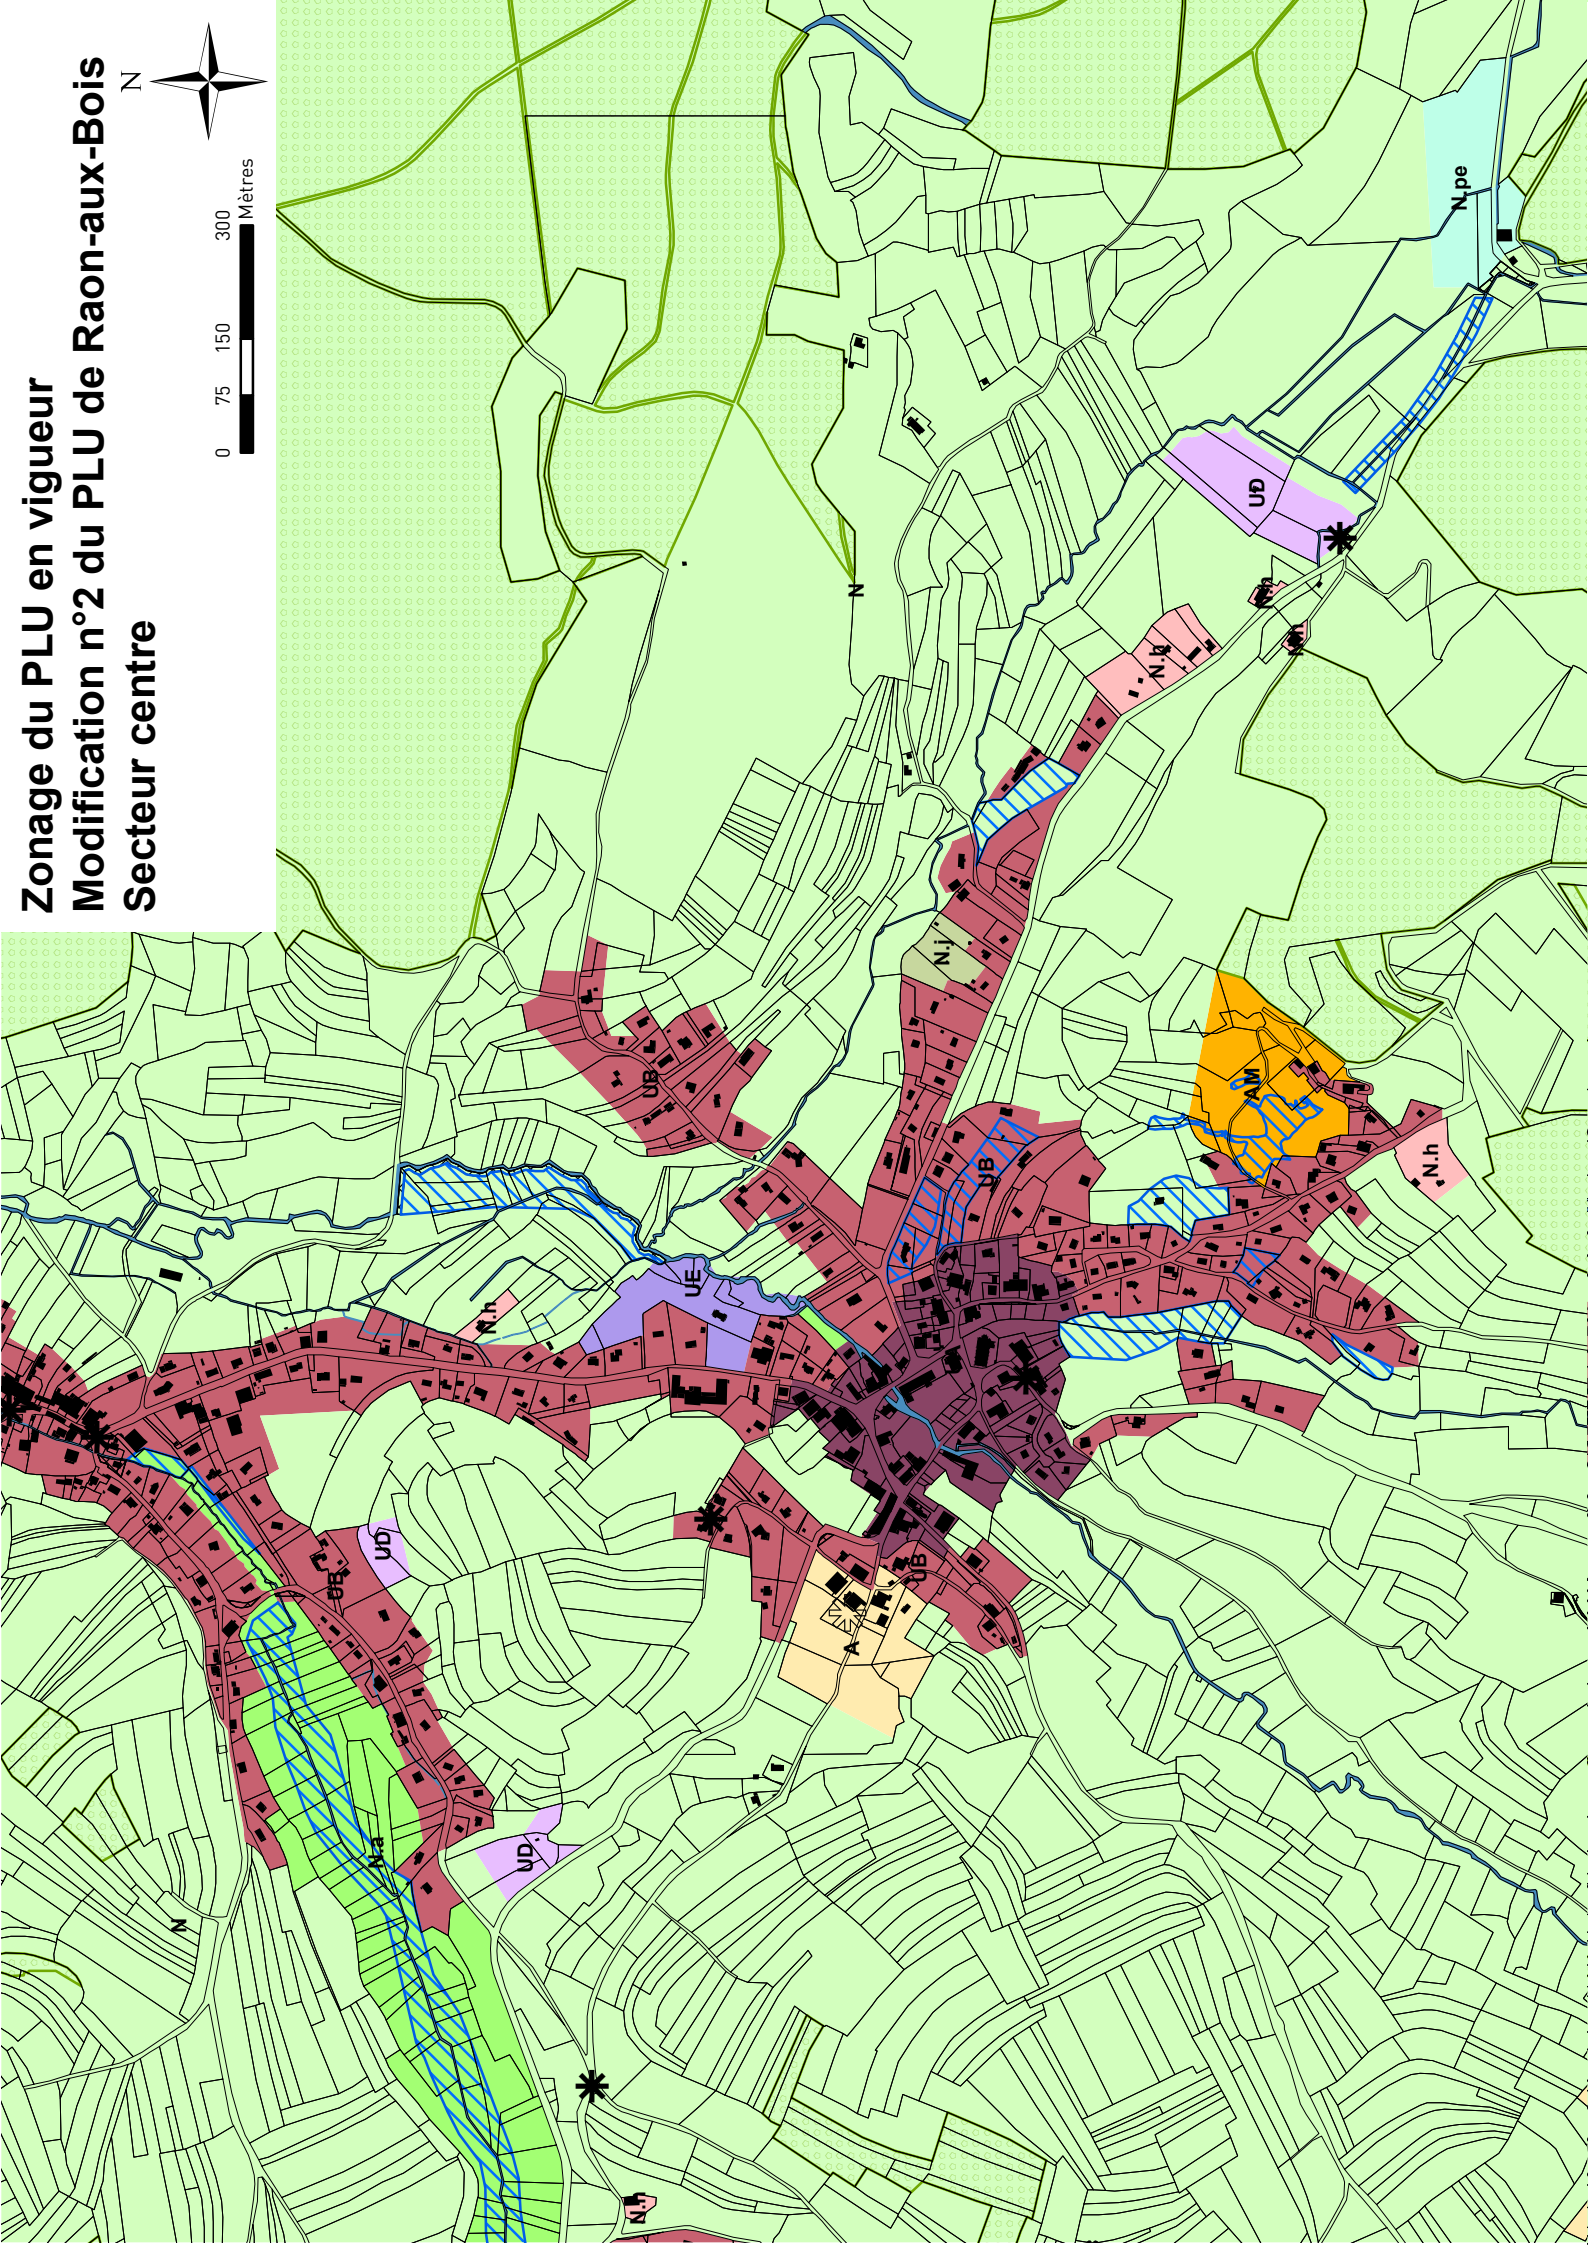 Zonage du PLU en vigueur
Modification n°2 du PLU de Raon-aux-Bois
Secteur centre
N
0 75 150 300
Mètres
N.pe
UD
N.h
N.h
N.h
N
N.j
UB
AM
UB
N.h
UE
N.h
UD
UB
UB
A
UD
N.a
N
N.h